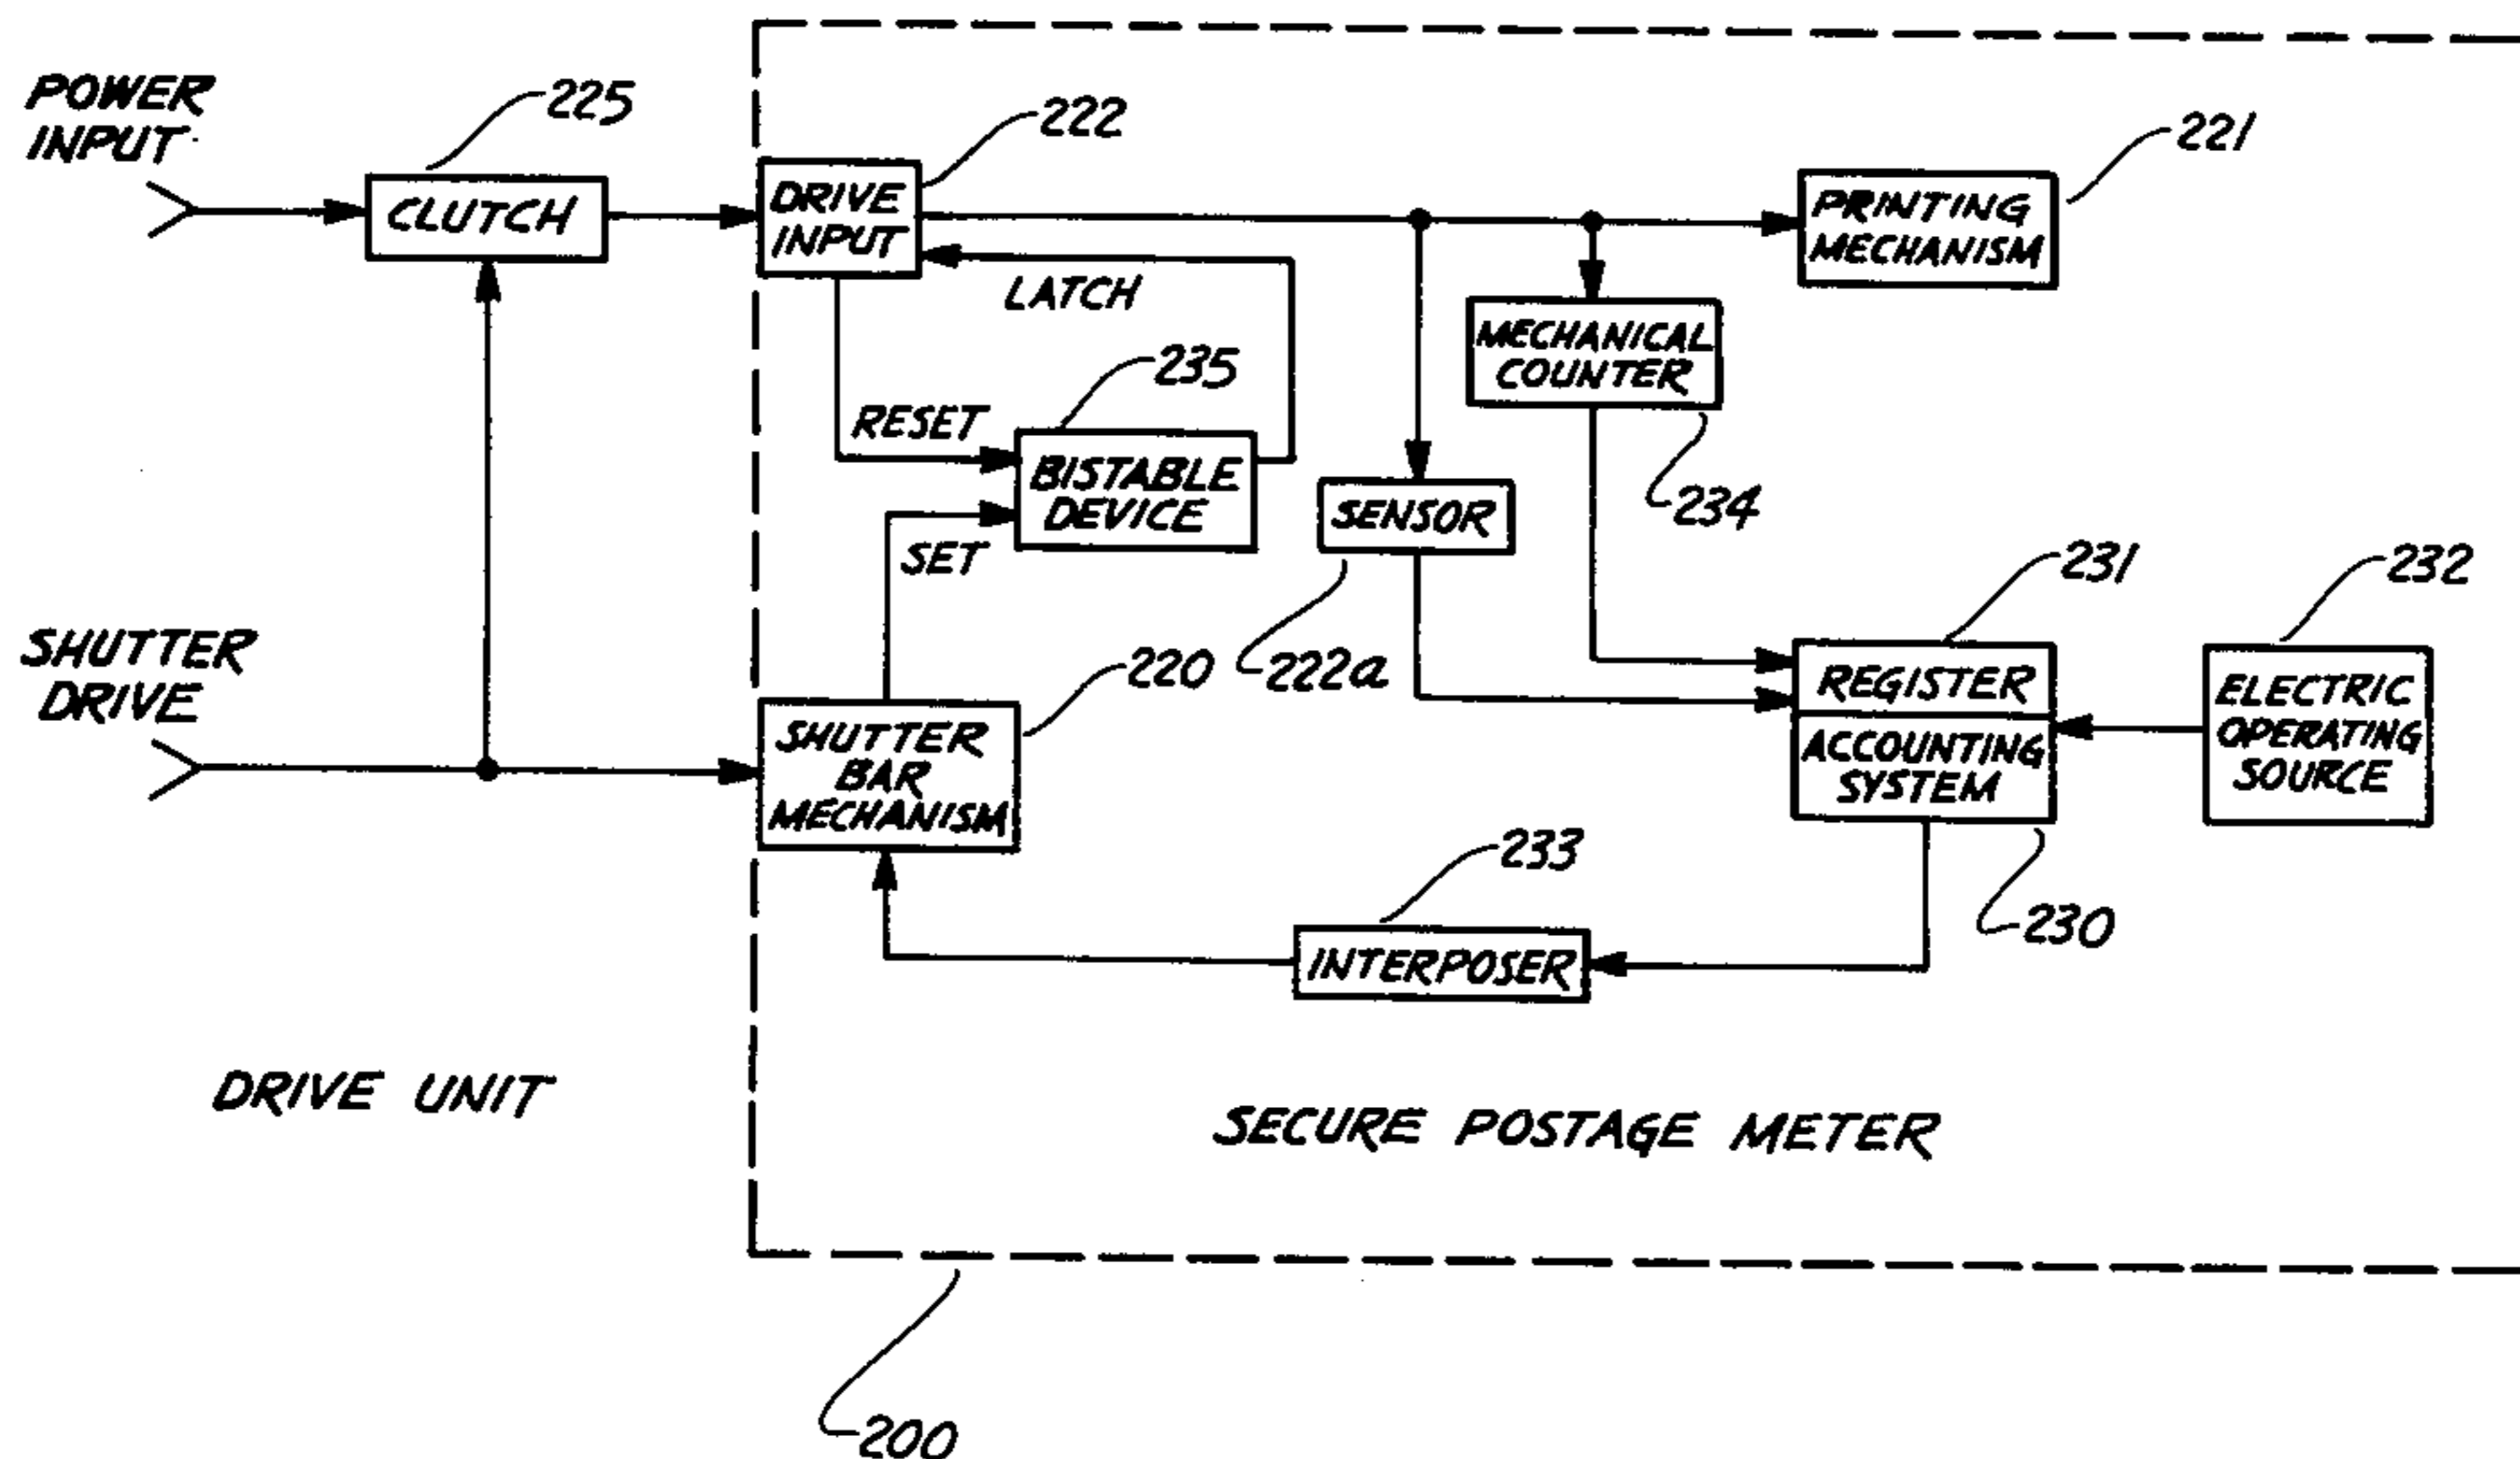 POWER
INPUT
225
222
221
CLUTCH
DRIVE
INPUT
PRINTING
MECHANISM
LATCH
MECHANICAL
COUNTER
235
RESET
BISTABLE
DEVICE
SENSOR
234
SET
231
232
SHUTTER
DRIVE
220
222a
REGISTER
ELECTRIC
OPERATING
SOURCE
SHUTTER
BAR
MECHANISM
ACCOUNTING
SYSTEM
233
230
INTERPOSER
DRIVE UNIT
SECURE POSTAGE METER
200